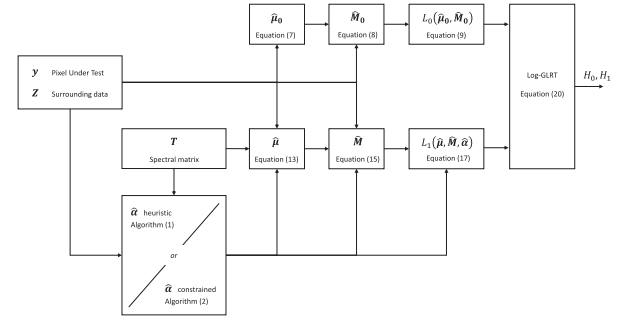 μ̂₀
Equation (7)
M̂₀
Equation (8)
L₀(μ̂₀, M̂₀)
Equation (9)
y Pixel Under Test
Z Surrounding data
Log-GLRT
Equation (20)
H₀, H₁
T
Spectral matrix
μ̂
Equation (13)
M̂
Equation (15)
L₁(μ̂, M̂, α̂)
Equation (17)
α̂ heuristic
Algorithm (1)
or
α̂ constrained
Algorithm (2)